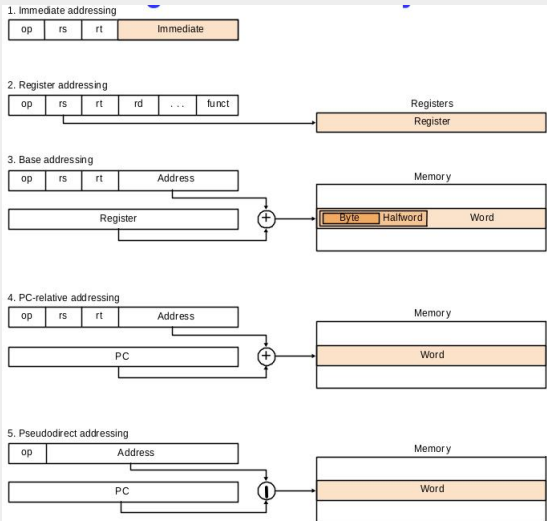 1. Immediate addressing
op rs rt Immediate
2. Register addressing
op rs rt rd ... funct
Registers
Register
3. Base addressing
op rs rt Address
Memory
Register
+
Byte Halfword Word
4. PC-relative addressing
op rs rt Address
Memory
PC
+
Word
5. Pseudodirect addressing
op Address
Memory
PC
Word